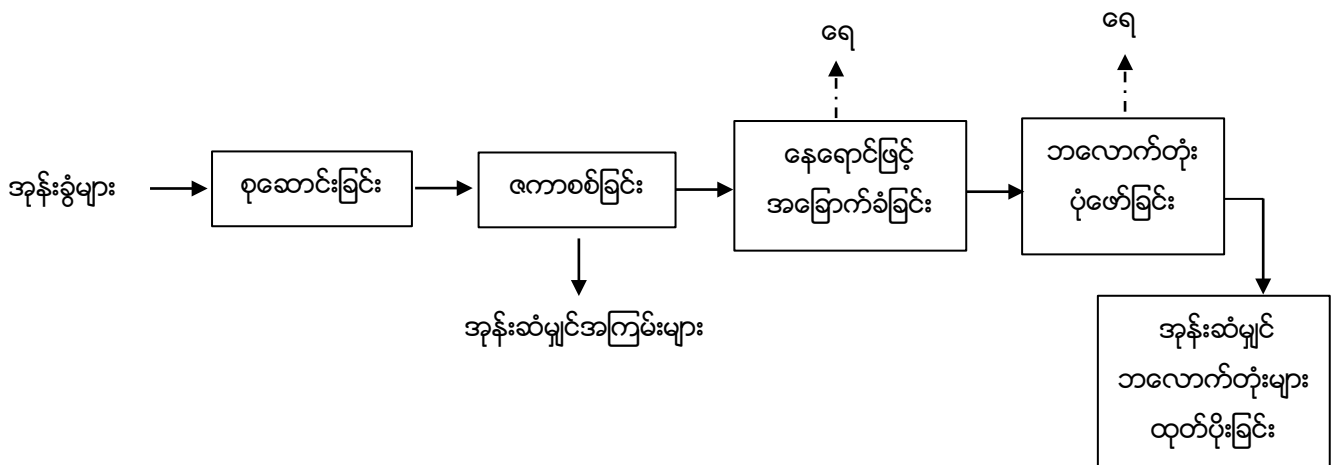 ရေ
ရေ
အုန်းခွံများ
စုဆောင်းခြင်း
ဇကာစစ်ခြင်း
နေရောင်ဖြင့်
အခြောက်ခံခြင်း
ဘလောက်တုံး
ပုံဖော်ခြင်း
အုန်းဆံမျှင်အကြမ်းများ
အုန်းဆံမျှင်
ဘလောက်တုံးများ
ထုတ်ပိုးခြင်း